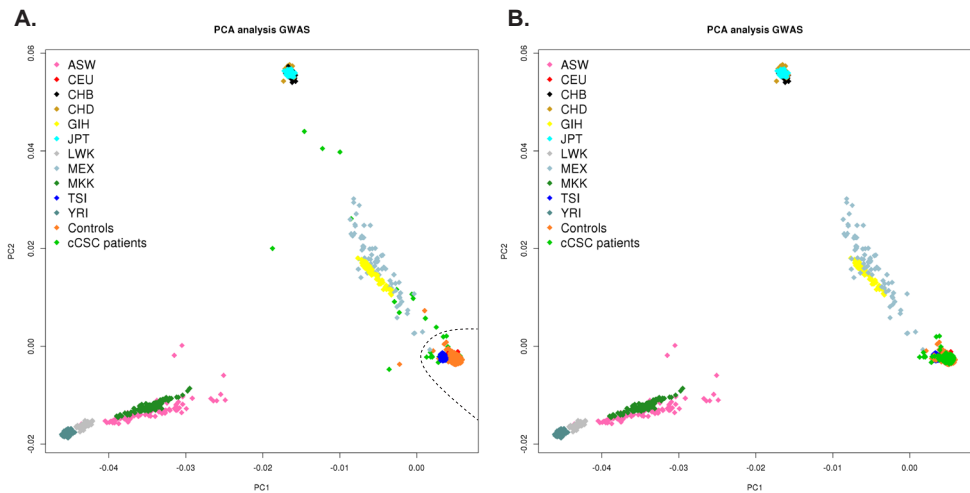 A.
PCA analysis GWAS
PC2
0.06
0.04
0.02
0.00
-0.02
ASW
CEU
CHB
CHD
GIH
JPT
LWK
MEX
MKK
TSI
YRI
Controls
cCSC patients
-0.04
-0.03
-0.02
-0.01
0.00
PC1
B.
PCA analysis GWAS
PC2
0.06
0.04
0.02
0.00
-0.02
ASW
CEU
CHB
CHD
GIH
JPT
LWK
MEX
MKK
TSI
YRI
Controls
cCSC patients
-0.04
-0.03
-0.02
-0.01
0.00
PC1